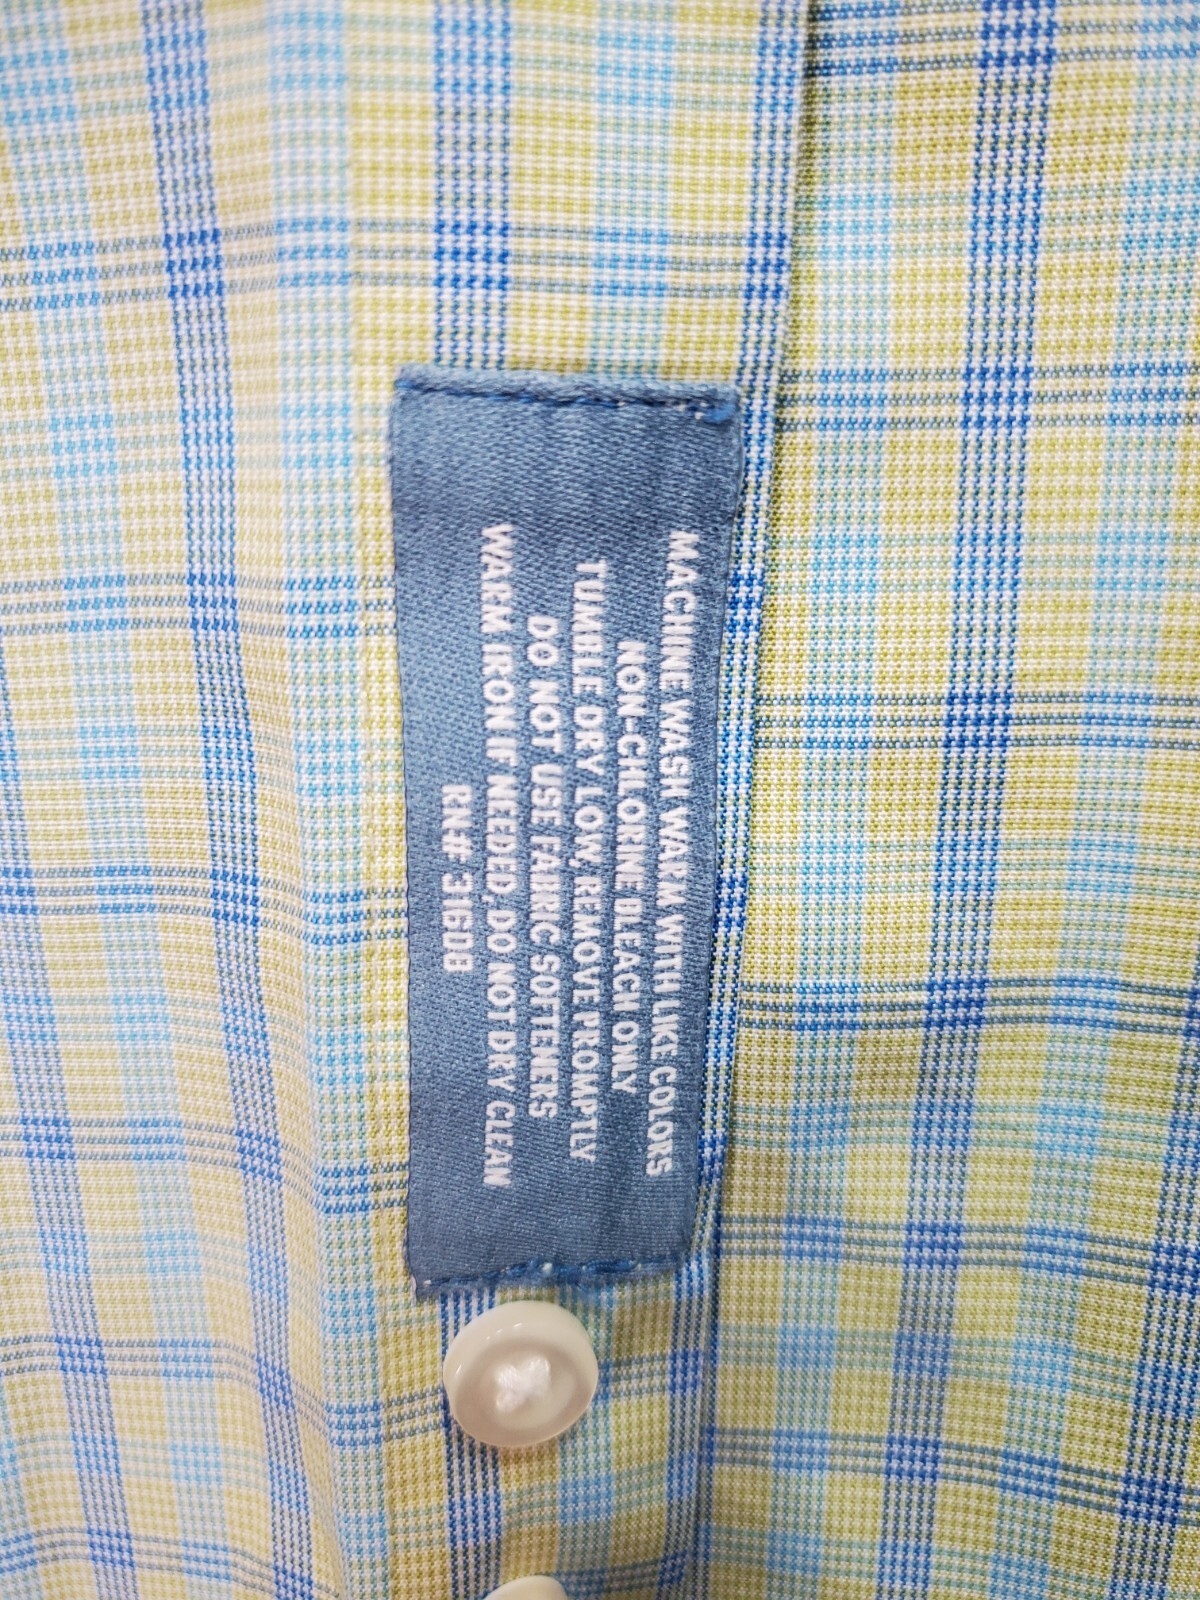 MACHINE WASH WARM WITH LIKE COLORS
NON-CHLORINE BLEACH ONLY
TUMBLE DRY LOW, REMOVE PROMPTLY
DO NOT USE FABRIC SOFTENERS
WARM IRON IF NEEDED, DO NOT DRY CLEAN
RN#